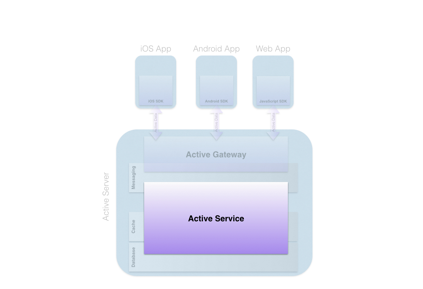 iOS App
Android App
Web App
iOS SDK
Android SDK
JavaScript SDK
Active Gateway
Active Server
Messaging
Active Service
Cache
Database